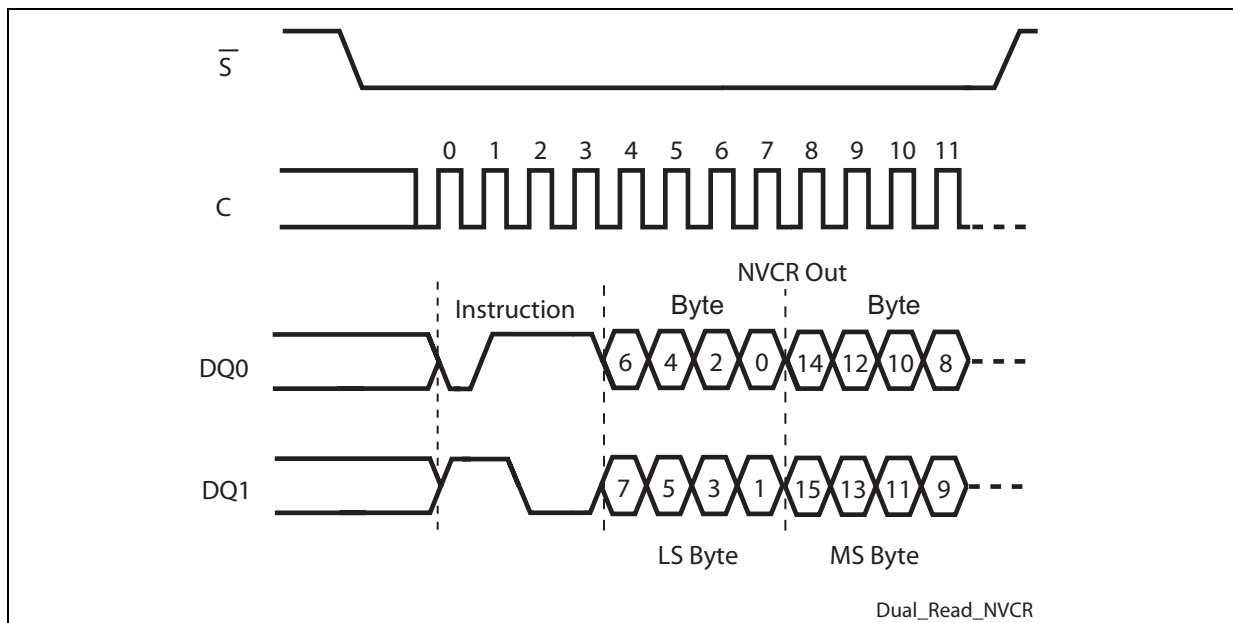 S
0 1 2 3 4 5 6 7 8 9 10 11
C
NVCR Out
Instruction Byte Byte
DQ0 6 4 2 0 14 12 10 8
DQ1 7 5 3 1 15 13 11 9
LS Byte MS Byte
Dual_Read_NVCR